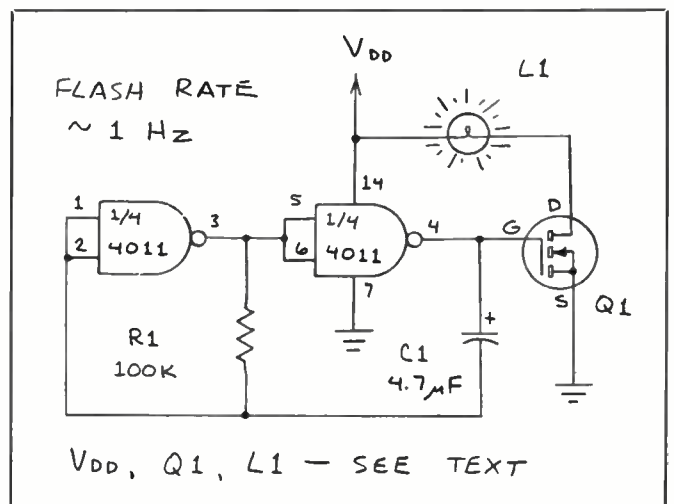 VDD
L1
FLASH RATE
~ 1 Hz
14
1
1/4
3
5
1/4
4
D
G
2
4011
6
4011
7
S
Q1
R1
100K
C1
+
4.7µF
VDD, Q1, L1 — SEE TEXT